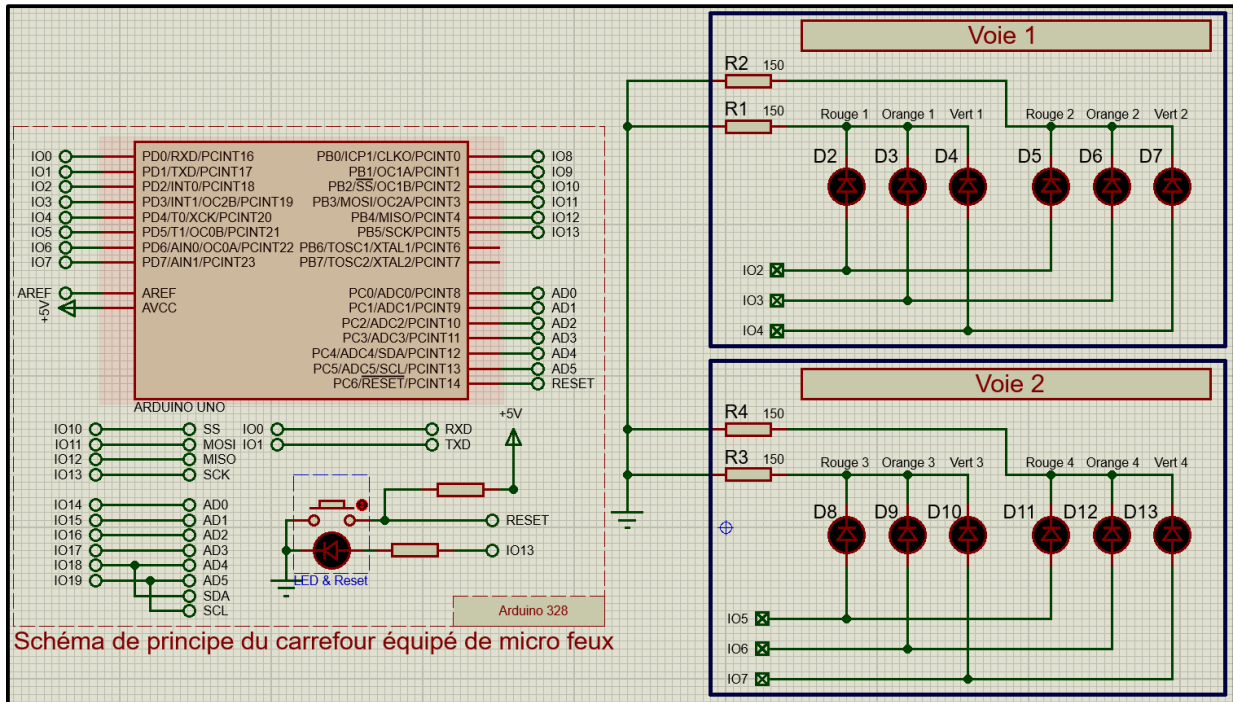 Voie 1
R2 150
R1 150
Rouge 1 Orange 1 Vert 1 Rouge 2 Orange 2 Vert 2
D2 D3 D4 D5 D6 D7
IO2
IO3
IO4
Voie 2
R4 150
R3 150
Rouge 3 Orange 3 Vert 3 Rouge 4 Orange 4 Vert 4
D8 D9 D10 D11 D12 D13
IO5
IO6
IO7
IO0 PD0/RXD/PCINT16 PB0/ICP1/CLKO/PCINT0 IO8
IO1 PD1/TXD/PCINT17 PB1/OC1A/PCINT1 IO9
IO2 PD2/INT0/PCINT18 PB2/SS/OC1B/PCINT2 IO10
IO3 PD3/INT1/OC2B/PCINT19 PB3/MOSI/OC2A/PCINT3 IO11
IO4 PD4/T0/XCK/PCINT20 PB4/MISO/PCINT4 IO12
IO5 PD5/T1/OC0B/PCINT21 PB5/SCK/PCINT5 IO13
IO6 PD6/AIN0/OC0A/PCINT22 PB6/TOSC1/XTAL1/PCINT6
IO7 PD7/AIN1/PCINT23 PB7/TOSC2/XTAL2/PCINT7
AREF AREF PC0/ADC0/PCINT8 AD0
+5V AVCC PC1/ADC1/PCINT9 AD1
PC2/ADC2/PCINT10 AD2
PC3/ADC3/PCINT11 AD3
PC4/ADC4/SDA/PCINT12 AD4
PC5/ADC5/SCL/PCINT13 AD5
PC6/RESET/PCINT14 RESET
ARDUINO UNO
IO10 SS IO0 RXD
IO11 MOSI IO1 TXD
IO12 MISO
IO13 SCK
+5V
IO14 AD0
IO15 AD1
IO16 AD2
IO17 AD3
IO18 AD4
IO19 AD5
SDA
SCL
RESET
IO13
LED & Reset
Arduino 328
Schéma de principe du carrefour équipé de micro feux